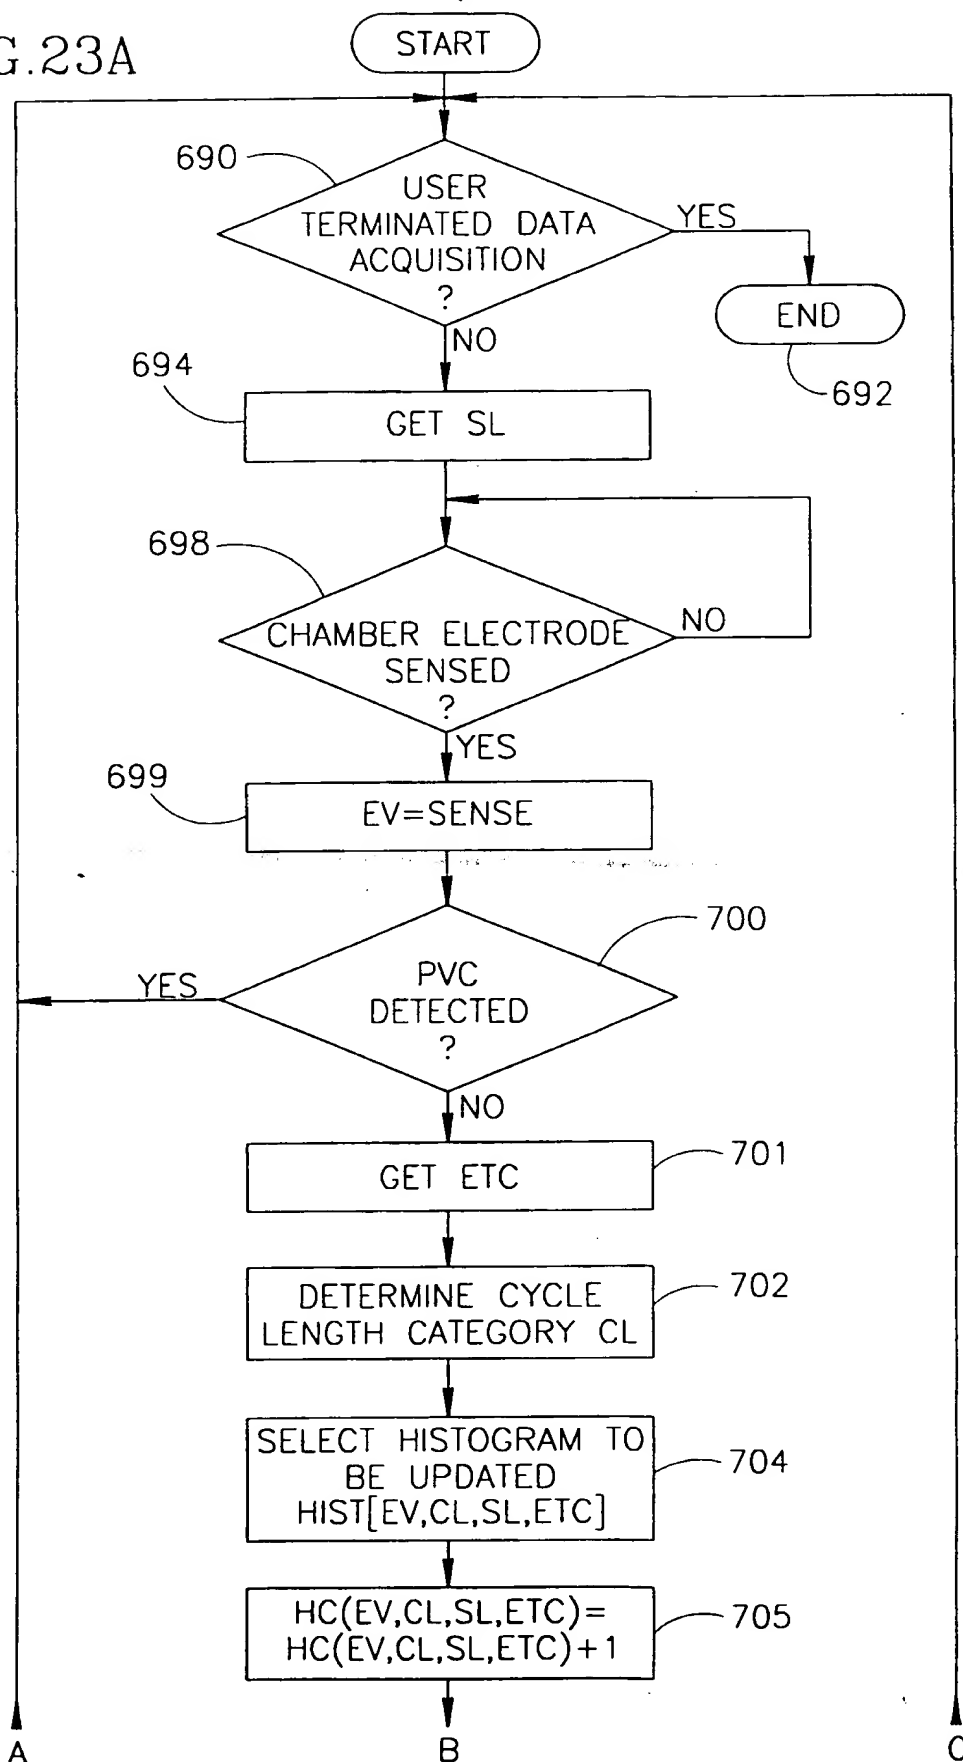 G.23A
START
690
USER
TERMINATED DATA
ACQUISITION
?
YES
END
692
NO
694
GET SL
698
CHAMBER ELECTRODE
SENSED
?
NO
YES
699
EV=SENSE
700
PVC
DETECTED
?
YES
NO
701
GET ETC
702
DETERMINE CYCLE
LENGTH CATEGORY CL
704
SELECT HISTOGRAM TO
BE UPDATED
HIST[EV,CL,SL,ETC]
705
HC(EV,CL,SL,ETC)=
HC(EV,CL,SL,ETC)+1
A
B
C